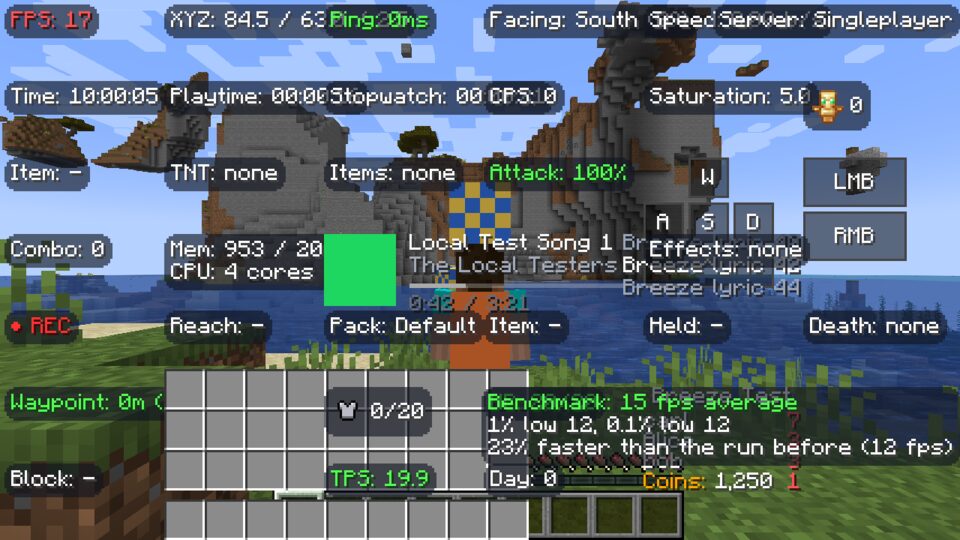 FPS: 17
XYZ: 84.5 / 63
Ping: 0ms
Facing: South
Speed
Server: Singleplayer
Time: 10:00:05
Playtime: 00:00
Stopwatch: 00
CPS:
0
Saturation: 5.0
0
Item: -
TNT: none
Items: none
Attack: 100%
W
LMB
A
S
D
RMB
Combo: 0
Mem: 953 / 20
CPU: 4 cores
Local Test Song 1
The Local Testers
0:42 / 3:21
Effects: none
Breeze lyric 42
Breeze lyric 44
• REC
Reach: -
Pack: Default
Item: -
Held: -
Death: none
Waypoint: 0m (
0/20
Breeze Test
Benchmark: 15 fps average
1% low 12, 0.1% low 12
7
23% faster than the run before (12 fps)
Bob
Block: -
TPS: 19.9
Day: 0
Coins: 1,250
1